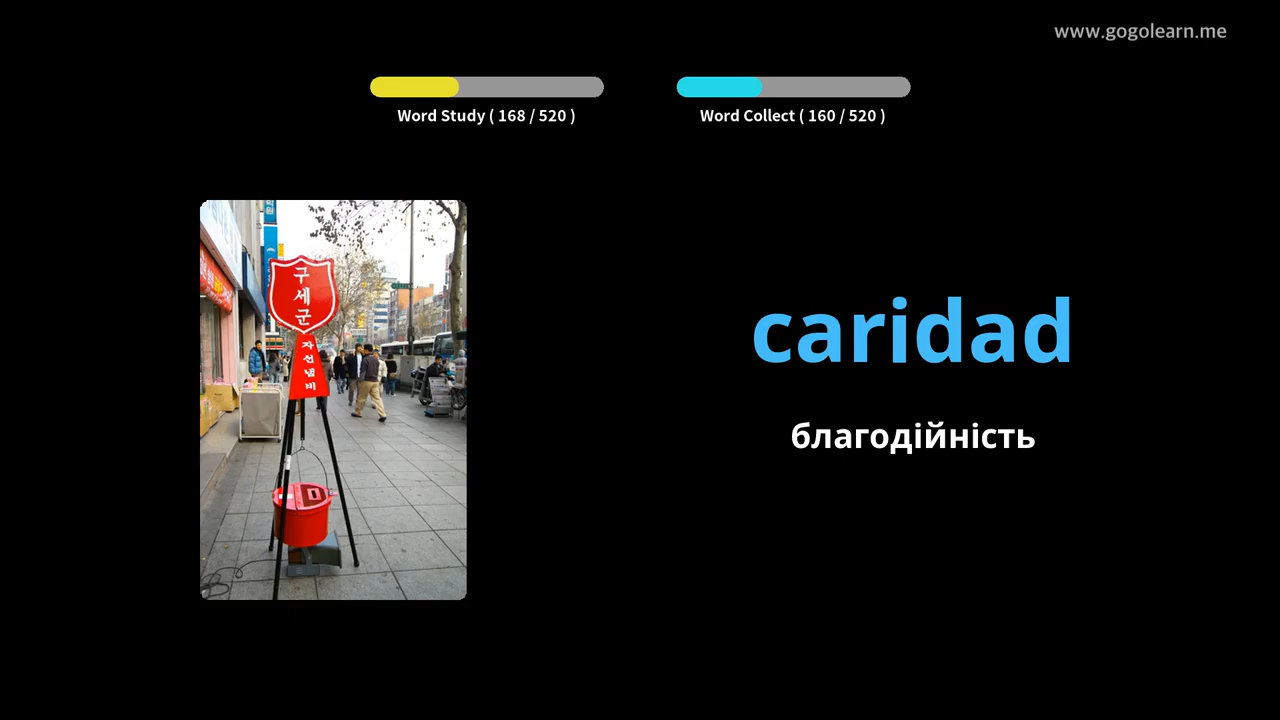 www.gogolearn.me
Word Study ( 168 / 520 )
Word Collect ( 160 / 520 )
구
세
군
자
선
냄
비
caridad
благодійність